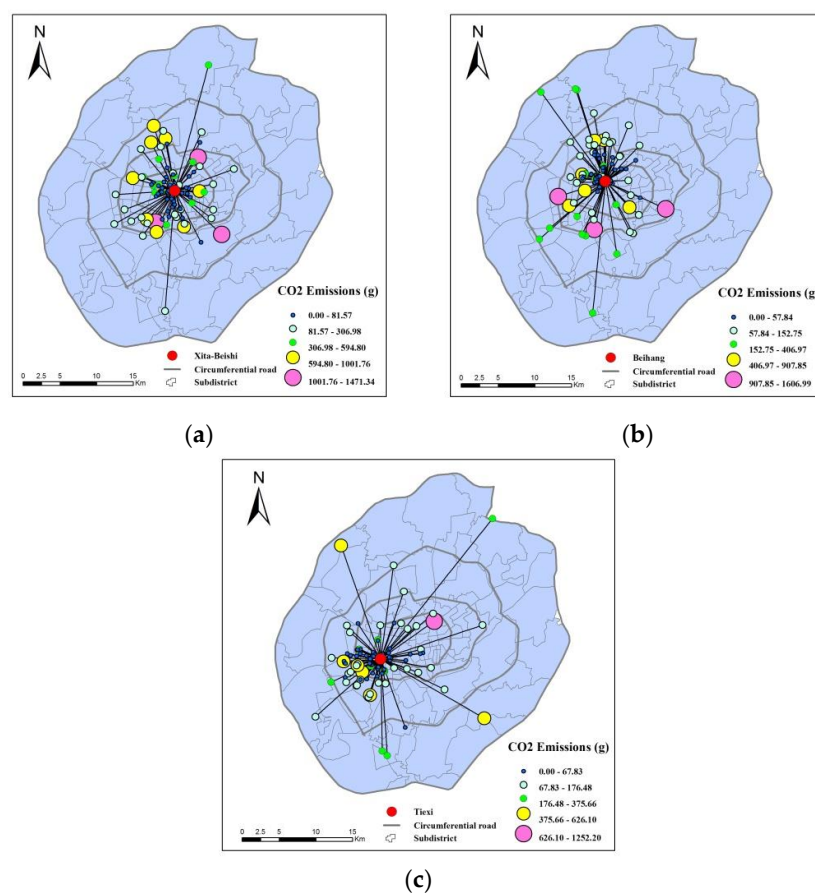 N
CO2 Emissions (g)
0.00 - 81.57
81.57 - 306.98
306.98 - 594.80
594.80 - 1001.76
1001.76 - 1471.34
Xita-Beishi
Circumferential road
Subdistrict
0 2.5 5 10 15
Km
(a)
N
CO2 Emissions (g)
0.00 - 57.84
57.84 - 152.75
152.75 - 406.97
406.97 - 907.85
907.85 - 1606.99
Beihang
Circumferential road
Subdistrict
0 2.5 5 10 15
Km
(b)
N
CO2 Emissions (g)
0.00 - 67.83
67.83 - 176.48
176.48 - 375.66
375.66 - 626.10
626.10 - 1252.20
Tiexi
Circumferential road
Subdistrict
0 2.5 5 10 15
Km
(c)